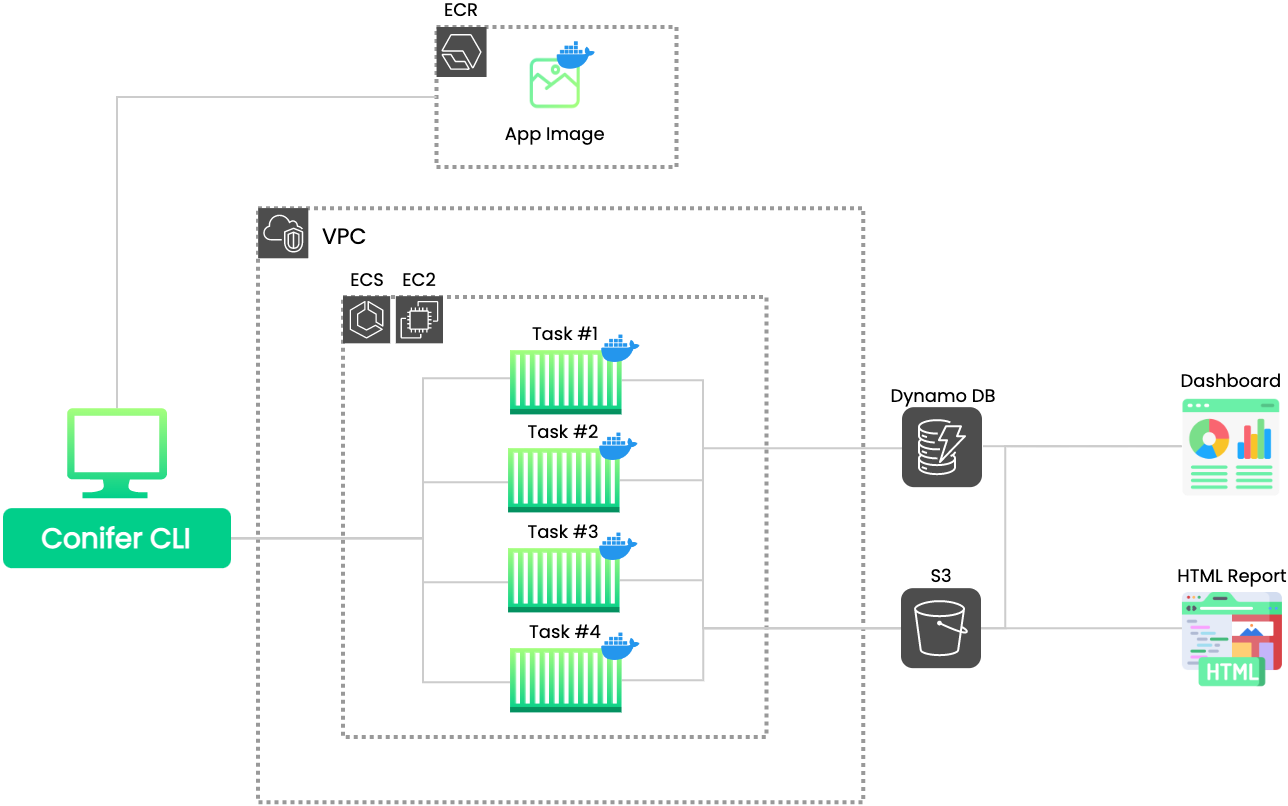 ECR
App Image
VPC
ECS
EC2
Task #1
Task #2
Task #3
Task #4
Conifer CLI
Dynamo DB
Dashboard
S3
HTML Report
HTML